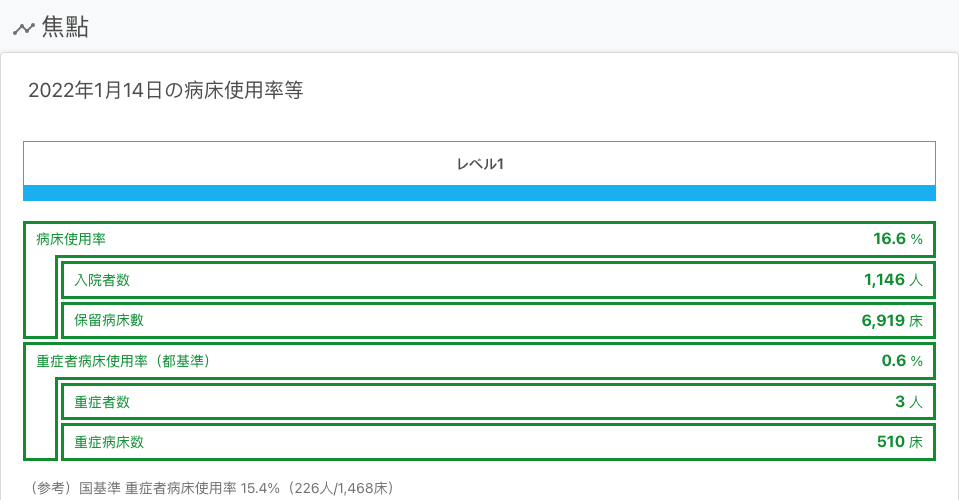 焦點
2022年1月14日の病床使用率等
レベル1
病床使用率 16.6 %
入院者数 1,146 人
保留病床數 6,919 床
重症者病床使用率（都基準） 0.6 %
重症者数 3 人
重症病床数 510 床
（参考）国基準 重症者病床使用率 15.4%（226人/1,468床）